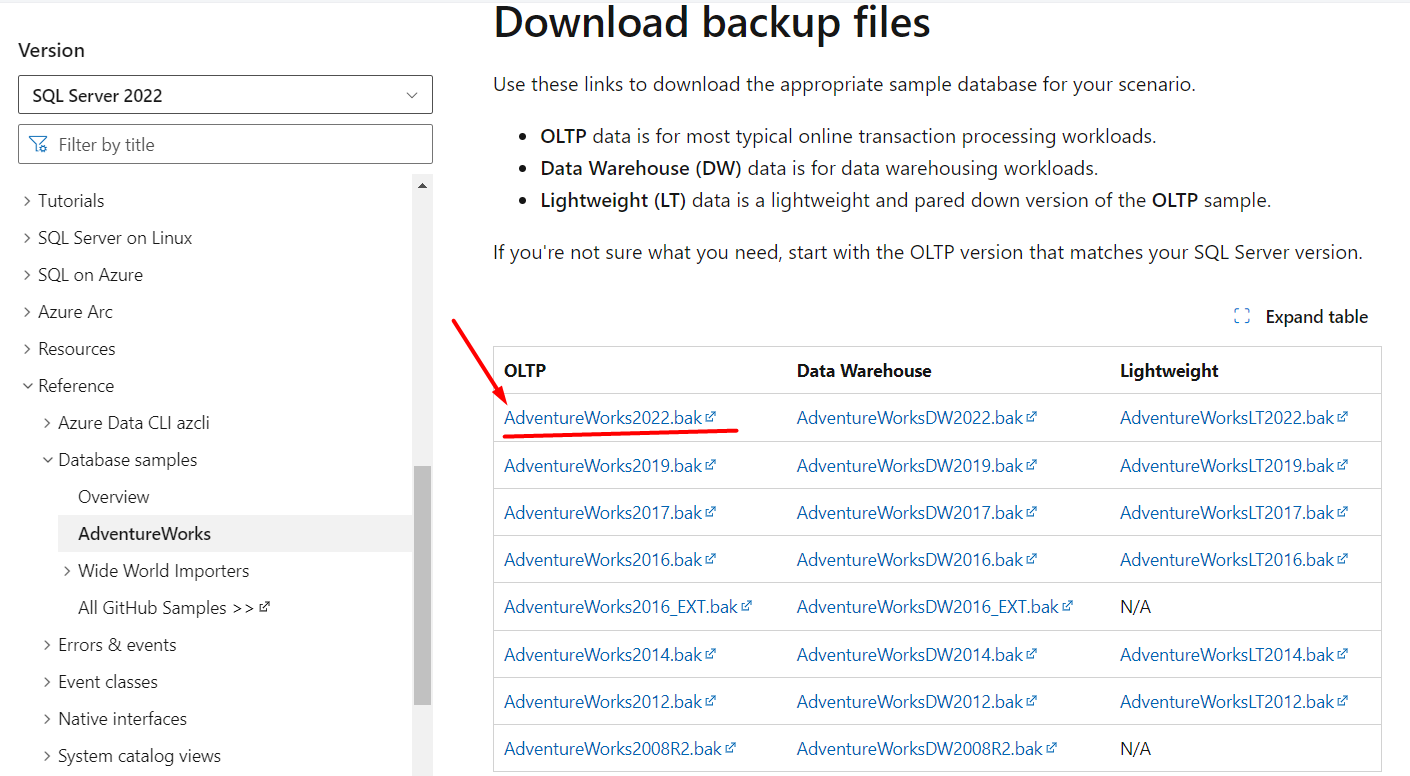 Version
SQL Server 2022
Filter by title
Tutorials
SQL Server on Linux
SQL on Azure
Azure Arc
Resources
Reference
Azure Data CLI azcli
Database samples
Overview
AdventureWorks
Wide World Importers
All GitHub Samples >>
Errors & events
Event classes
Native interfaces
System catalog views
Download backup files
Use these links to download the appropriate sample database for your scenario.
• OLTP data is for most typical online transaction processing workloads.
• Data Warehouse (DW) data is for data warehousing workloads.
• Lightweight (LT) data is a lightweight and pared down version of the OLTP sample.
If you're not sure what you need, start with the OLTP version that matches your SQL Server version.
Expand table
OLTP Data Warehouse Lightweight
AdventureWorks2022.bak AdventureWorksDW2022.bak AdventureWorksLT2022.bak
AdventureWorks2019.bak AdventureWorksDW2019.bak AdventureWorksLT2019.bak
AdventureWorks2017.bak AdventureWorksDW2017.bak AdventureWorksLT2017.bak
AdventureWorks2016.bak AdventureWorksDW2016.bak AdventureWorksLT2016.bak
AdventureWorks2016_EXT.bak AdventureWorksDW2016_EXT.bak N/A
AdventureWorks2014.bak AdventureWorksDW2014.bak AdventureWorksLT2014.bak
AdventureWorks2012.bak AdventureWorksDW2012.bak AdventureWorksLT2012.bak
AdventureWorks2008R2.bak AdventureWorksDW2008R2.bak N/A